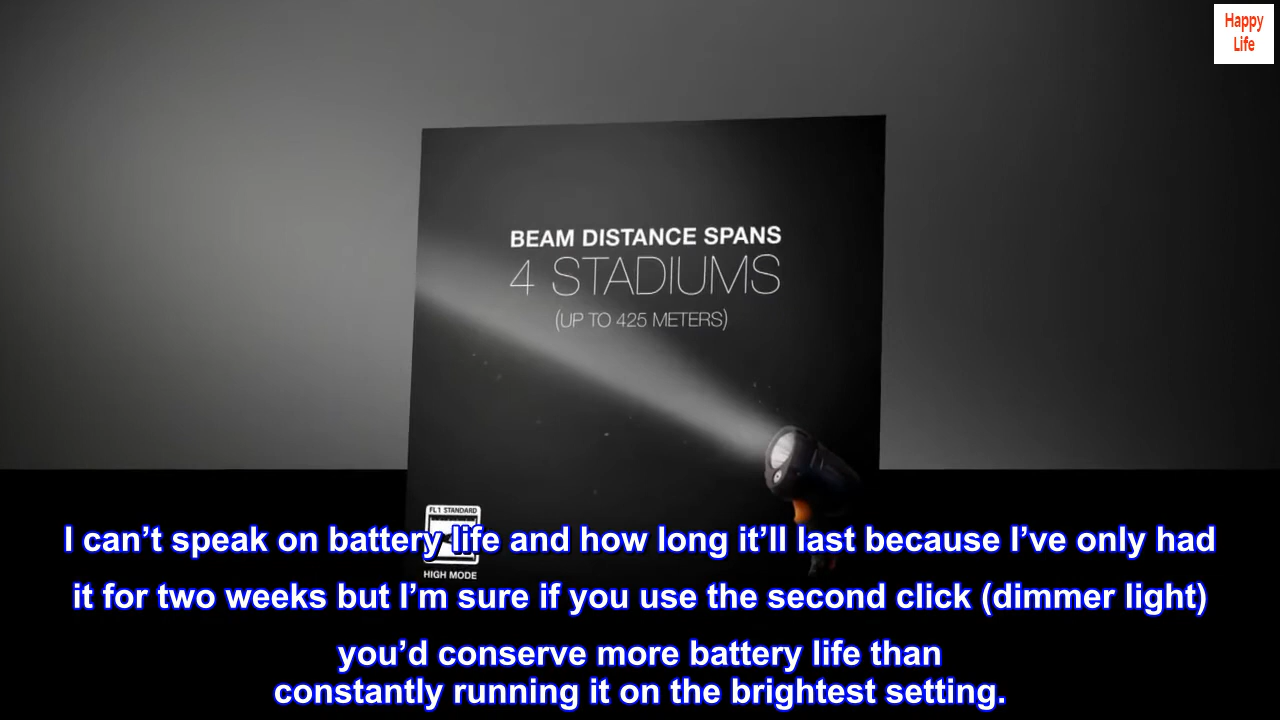 Happy
Life
BEAM DISTANCE SPANS
4 STADIUMS
(UP TO 425 METERS)
FL1 STANDARD
HIGH MODE
I can’t speak on battery life and how long it’ll last because I’ve only had
it for two weeks but I’m sure if you use the second click (dimmer light)
you’d conserve more battery life than
constantly running it on the brightest setting.